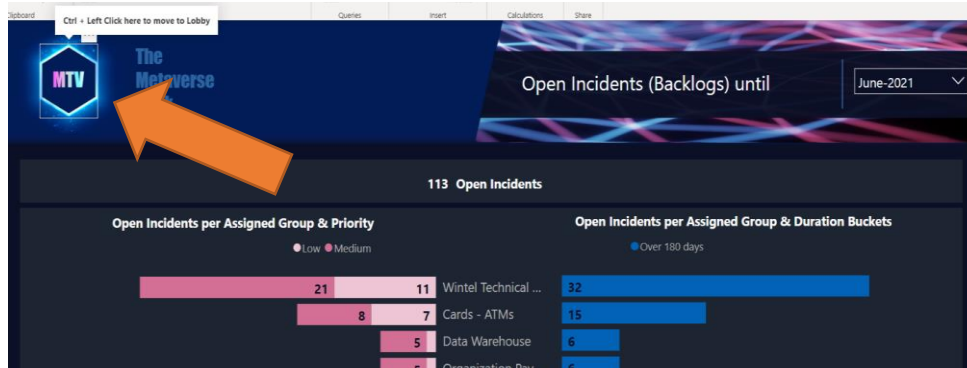 Clipboard
Queries
Insert
Calculations
Share
Ctrl + Left Click here to move to Lobby
MTV
The
Metaverse
Open Incidents (Backlogs) until
June-2021
113 Open Incidents
Open Incidents per Assigned Group & Priority
Low Medium
21 11 Wintel Technical ...
8 7 Cards - ATMs
5 Data Warehouse
Open Incidents per Assigned Group & Duration Buckets
Over 180 days
32
15
6